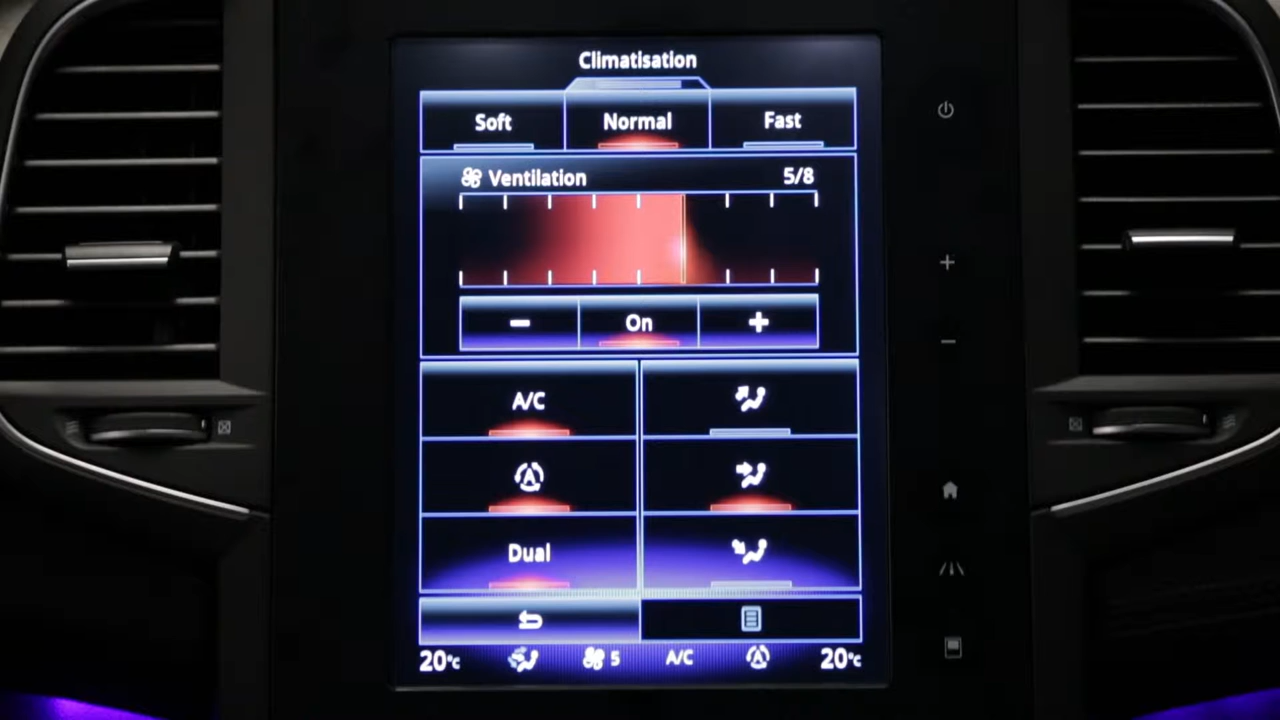 Climatisation
Soft Normal Fast
Ventilation 5/8
− On +
A/C
A
Dual
20°C 5 A/C A 20°C